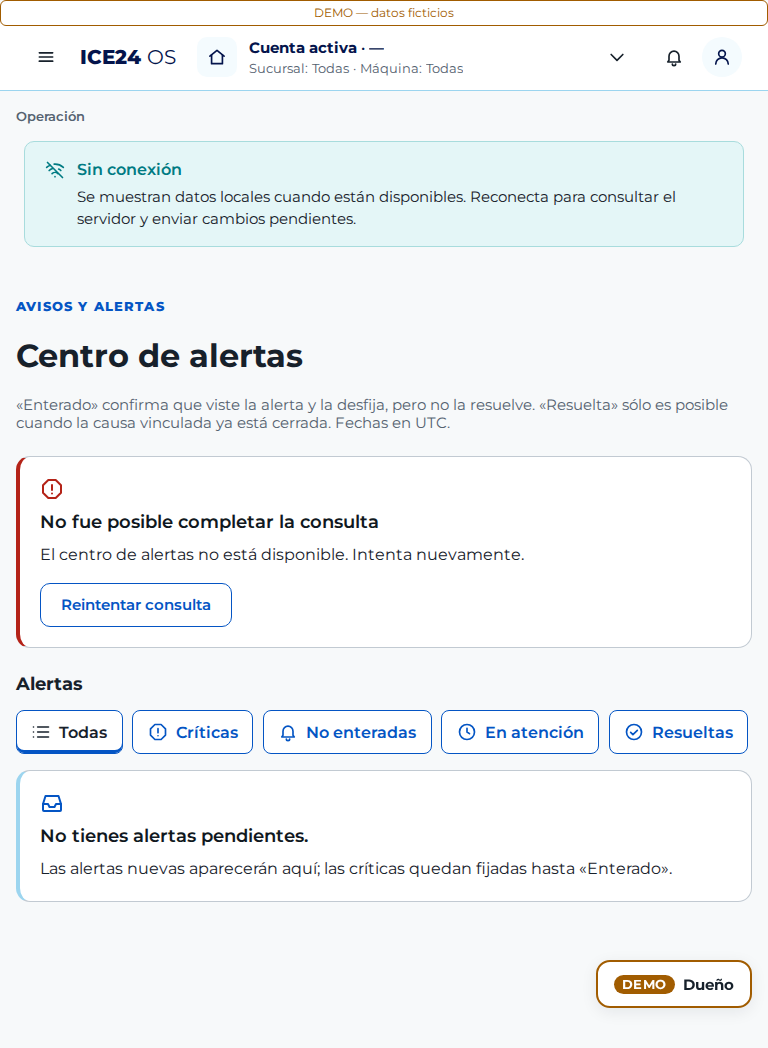 DEMO — datos ficticios
ICE24 OS
Cuenta activa · —
Sucursal: Todas · Máquina: Todas
Operación
Sin conexión
Se muestran datos locales cuando están disponibles. Reconecta para consultar el
servidor y enviar cambios pendientes.
AVISOS Y ALERTAS
Centro de alertas
«Enterado» confirma que viste la alerta y la desfija, pero no la resuelve. «Resuelta» sólo es posible
cuando la causa vinculada ya está cerrada. Fechas en UTC.
No fue posible completar la consulta
El centro de alertas no está disponible. Intenta nuevamente.
Reintentar consulta
Alertas
Todas Críticas No enteradas En atención Resueltas
No tienes alertas pendientes.
Las alertas nuevas aparecerán aquí; las críticas quedan fijadas hasta «Enterado».
DEMO Dueño